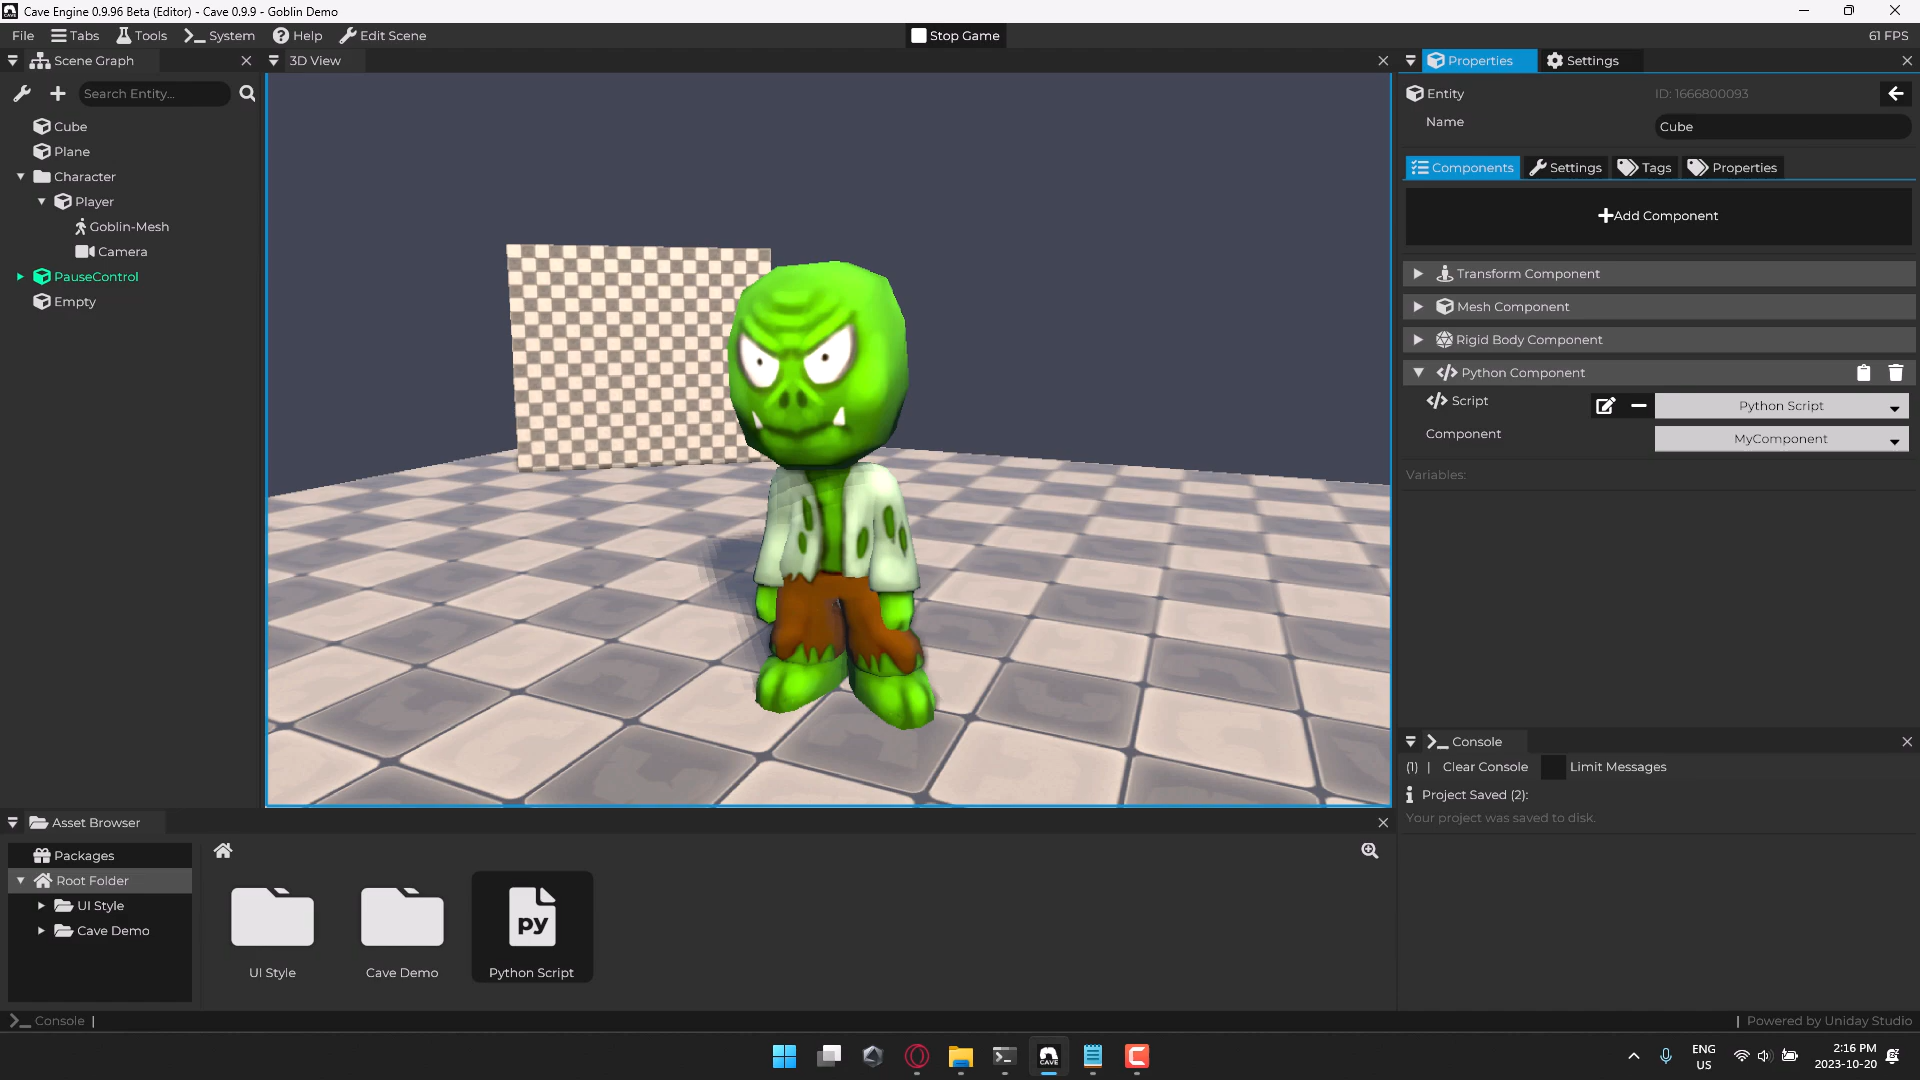 Cave Engine 0.9.96 Beta (Editor) - Cave 0.9.9 - Goblin Demo
File Tabs Tools System Help Edit Scene Stop Game 61 FPS
Scene Graph 3D View Properties Settings
Search Entity...
Cube
Plane
Character
Player
Goblin-Mesh
Camera
PauseControl
Empty
Entity ID: 1666800093
Name Cube
Components Settings Tags Properties
Add Component
Transform Component
Mesh Component
Rigid Body Component
Python Component
Script Python Script
Component MyComponent
Variables:
Console
(1) | Clear Console Limit Messages
Project Saved (2):
Your project was saved to disk.
Asset Browser
Packages
Root Folder
UI Style
Cave Demo
py
UI Style Cave Demo Python Script
Console | | Powered by Uniday Studio
CAVE
ENG
US
2:16 PM
2023-10-20